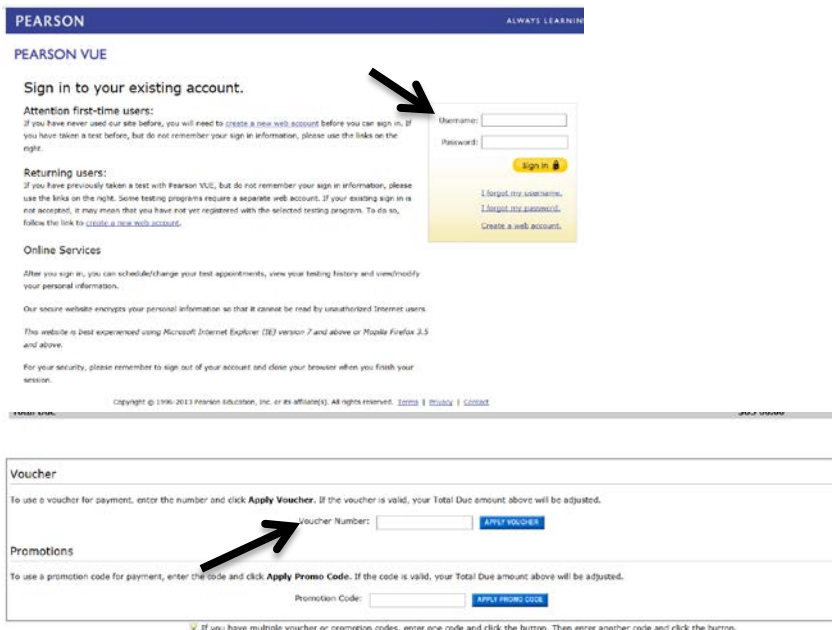 PEARSON
ALWAYS LEARNIN
PEARSON VUE
Sign in to your existing account.
Attention first-time users:
If you have never used our site before, you will need to create a new web account before you can sign in. If
you have taken a test before, but do not remember your sign in information, please use the links on the
right.
Username:
Password:
Sign In
I forgot my username.
I forgot my password.
Create a web account.
Returning users:
If you have previously taken a test with Pearson VUE, but do not remember your sign in information, please
use the links on the right. Some testing programs require a separate web account. If your existing sign in is
not accepted, it may mean that you have not yet registered with the selected testing program. To do so,
follow the link to create a new web account.
Online Services
After you sign in, you can schedule/change your test appointments, view your testing history and view/modify
your personal information.
Our secure website encrypts your personal information so that it cannot be read by unauthorized Internet users
This website is best experienced using Microsoft Internet Explorer (IE) version 7 and above or Mozilla Firefox 3.5
and above.
For your security, please remember to sign out of your account and close your browser when you finish your
session.
Copyright © 1996-2013 Pearson Education, Inc. or its affiliate(s). All rights reserved. Terms | Privacy | Contact
Total Due
Voucher
To use a voucher for payment, enter the number and click Apply Voucher. If the voucher is valid, your Total Due amount above will be adjusted.
Voucher Number: APPLY VOUCHER
Promotions
To use a promotion code for payment, enter the code and click Apply Promo Code. If the code is valid, your Total Due amount above will be adjusted.
Promotion Code: APPLY PROMO CODE
If you have multiple voucher or promotion codes, enter one code and click the button. Then enter another code and click the button.